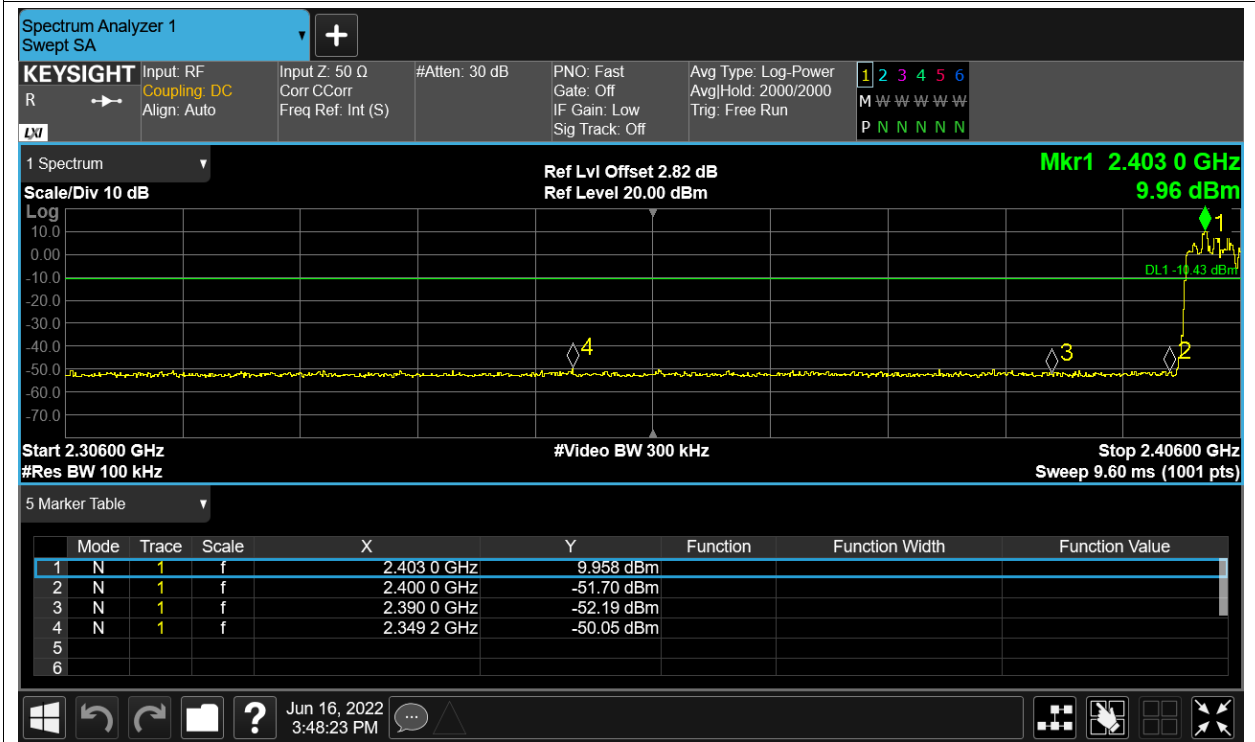 Spectrum Analyzer 1
Swept SA
KEYSIGHT
R
LXI
Input: RF
Coupling: DC
Align: Auto
Input Z: 50 Ω
Corr CCorr
Freq Ref: Int (S)
#Atten: 30 dB
PNO: Fast
Gate: Off
IF Gain: Low
Sig Track: Off
Avg Type: Log-Power
Avg|Hold: 2000/2000
Trig: Free Run
1 2 3 4 5 6
M W W W W W
P N N N N N
1 Spectrum
Scale/Div 10 dB
Ref Lvl Offset 2.82 dB
Ref Level 20.00 dBm
Mkr1 2.403 0 GHz
9.96 dBm
Log
10.0
0.00
-10.0
-20.0
-30.0
-40.0
-50.0
-60.0
-70.0
1
DL1 -10.43 dBm
4
3
2
Start 2.30600 GHz
#Res BW 100 kHz
#Video BW 300 kHz
Stop 2.40600 GHz
Sweep 9.60 ms (1001 pts)
5 Marker Table
Mode Trace Scale X Y Function Function Width Function Value
1 N 1 f 2.403 0 GHz 9.958 dBm
2 N 1 f 2.400 0 GHz -51.70 dBm
3 N 1 f 2.390 0 GHz -52.19 dBm
4 N 1 f 2.349 2 GHz -50.05 dBm
5
6
?
Jun 16, 2022
3:48:23 PM